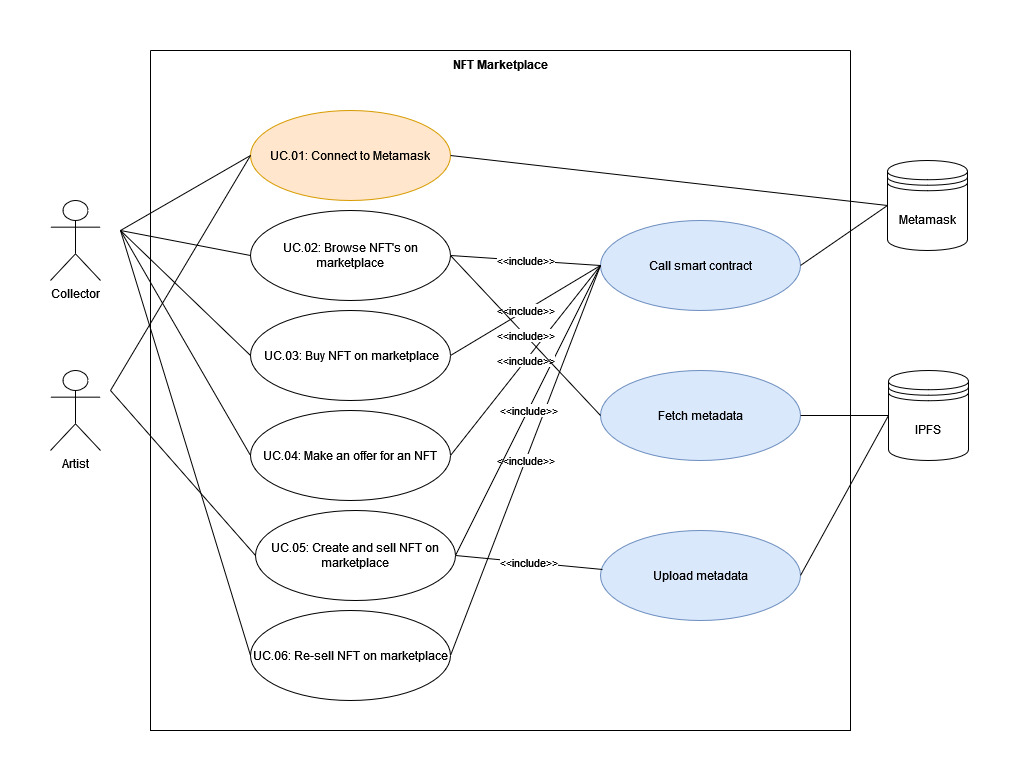 NFT Marketplace
UC.01: Connect to Metamask
Metamask
UC.02: Browse NFT's on
marketplace
<<include>>
Call smart contract
Collector
<<include>>
<<include>>
UC.03: Buy NFT on marketplace
<<include>>
<<include>>
Fetch metadata
IPFS
Artist
UC.04: Make an offer for an NFT
<<include>>
UC.05: Create and sell NFT on
marketplace
<<include>>
Upload metadata
UC.06: Re-sell NFT on marketplace